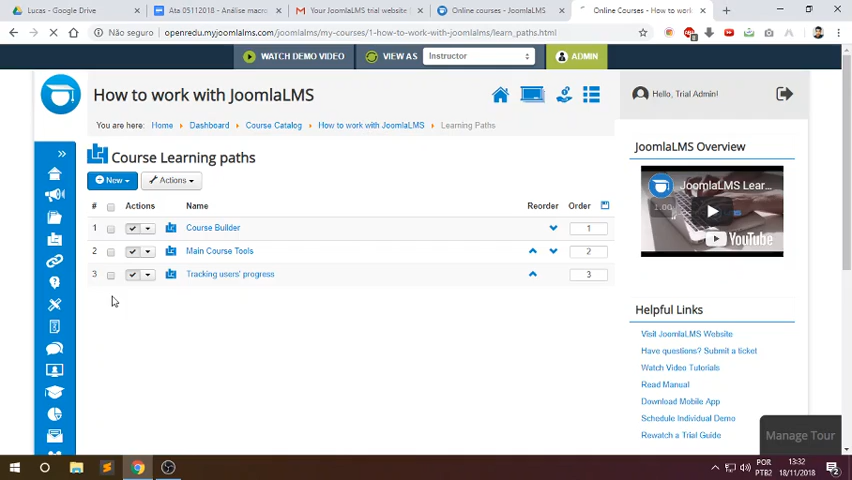 Lucas - Google Drive
Ata 05112018 - Análise macro
Your JoomlaLMS trial website
Online courses - JoomlaLMS
Online Courses - How to work
Não seguro
openredu.myjoomlalms.com/joomlalms/my-courses/1-how-to-work-with-joomlalms/learn_paths.html
WATCH DEMO VIDEO
VIEW AS
Instructor
ADMIN
How to work with JoomlaLMS
Hello, Trial Admin!
You are here: Home Dashboard Course Catalog How to work with JoomlaLMS Learning Paths
JoomlaLMS Overview
Course Learning paths
New
Actions
JoomlaLMS Lear...
1.00
YouTube
# Actions Name Reorder Order
1 Course Builder 1
2 Main Course Tools 2
3 Tracking users' progress 3
Helpful Links
Visit JoomlaLMS Website
Have questions? Submit a ticket
Watch Video Tutorials
Read Manual
Download Mobile App
Schedule Individual Demo
Rewatch a Trial Guide
Manage Tour
POR
PTB2
13:32
18/11/2018
2